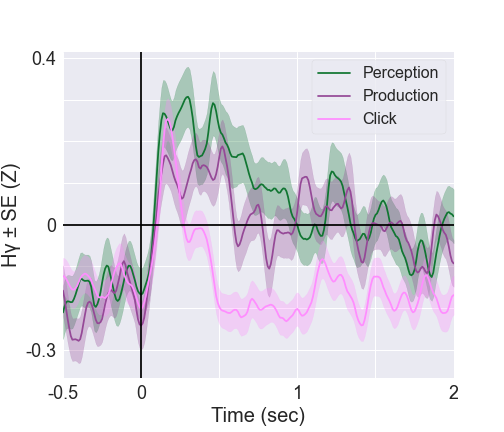 0.4
Perception
Production
Click
Hγ ± SE (Z)
0
-0.3
-0.5
0
1
2
Time (sec)